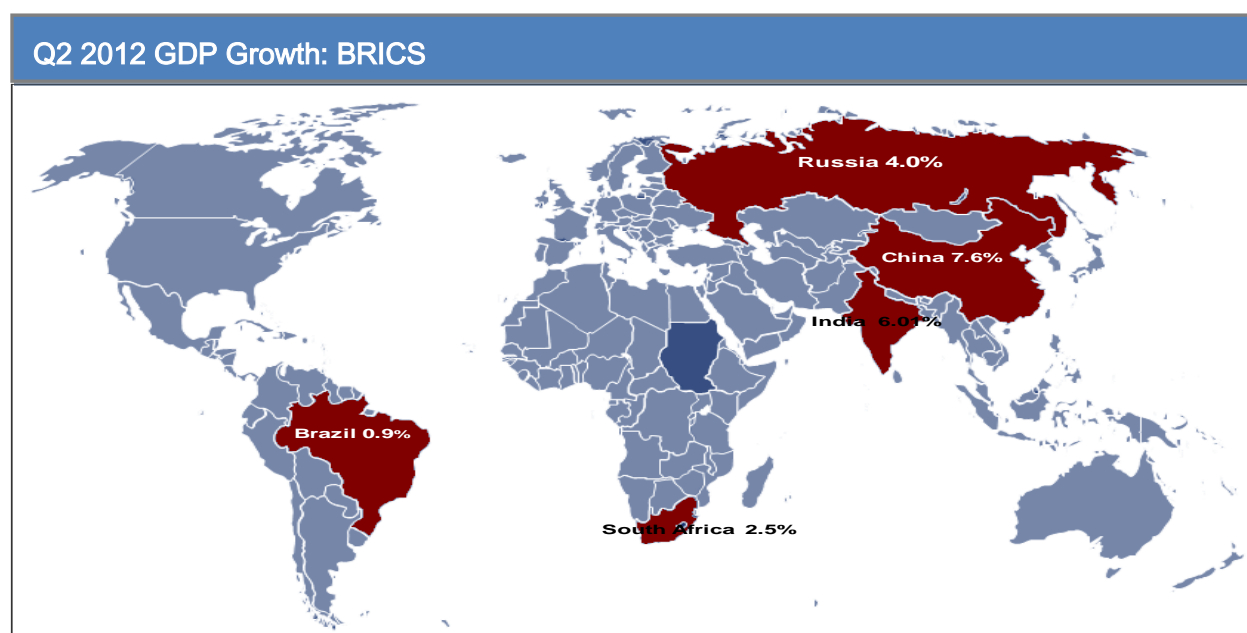 Q2 2012 GDP Growth: BRICS
Russia 4.0%
China 7.6%
India 6.01%
Brazil 0.9%
South Africa 2.5%